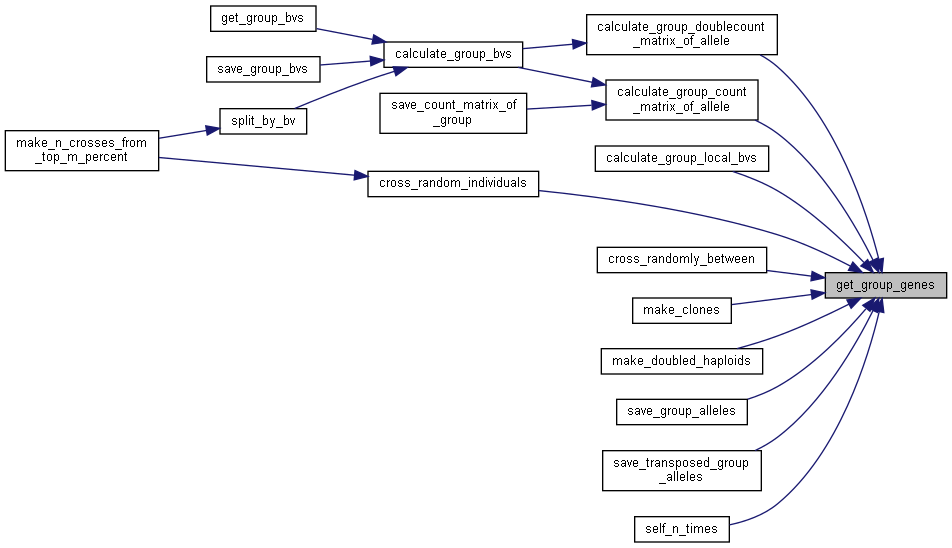 get_group_bvs
calculate_group_doublecount
_matrix_of_allele
calculate_group_bvs
save_group_bvs
calculate_group_count
_matrix_of_allele
save_count_matrix_of
_group
split_by_bv
make_n_crosses_from
_top_m_percent
calculate_group_local_bvs
cross_random_individuals
cross_randomly_between
get_group_genes
make_clones
make_doubled_haploids
save_group_alleles
save_transposed_group
_alleles
self_n_times